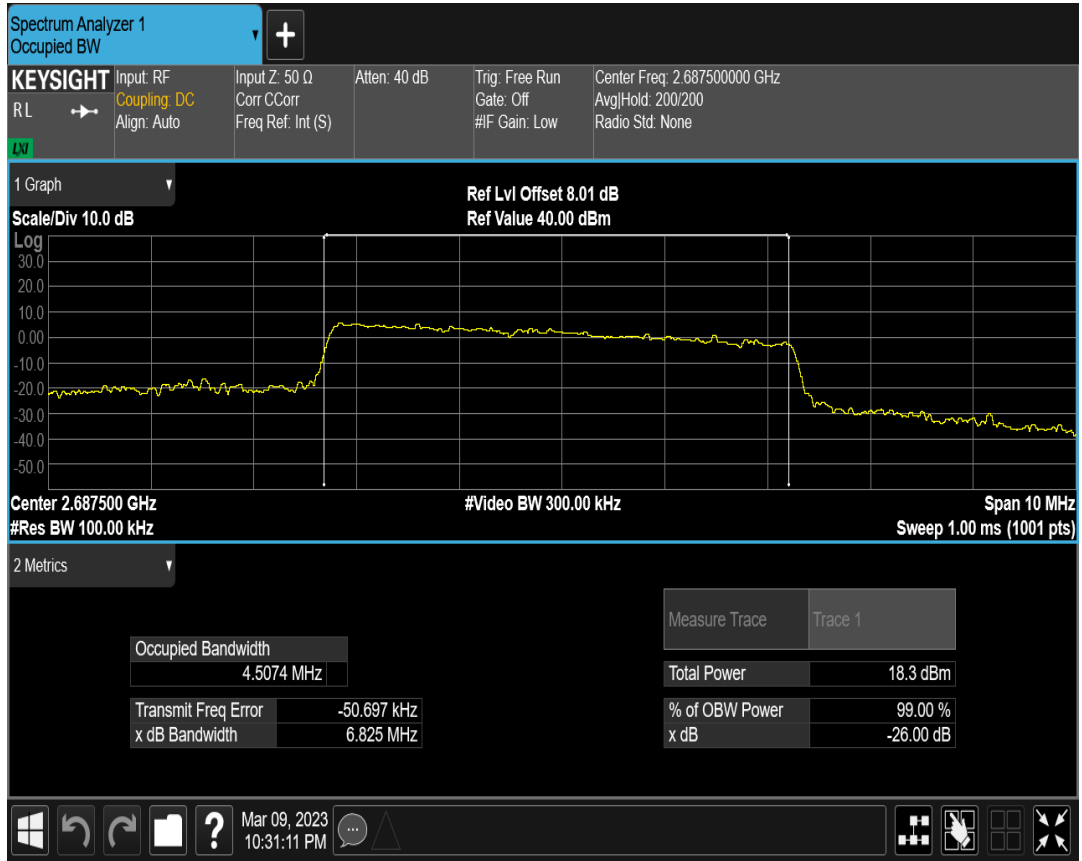 Spectrum Analyzer 1
Occupied BW
+
KEYSIGHT Input: RF Input Z: 50 Ω Atten: 40 dB Trig: Free Run Center Freq: 2.687500000 GHz
RL Coupling: DC Corr CCorr Gate: Off Avg|Hold: 200/200
Align: Auto Freq Ref: Int (S) #IF Gain: Low Radio Std: None
LXI
1 Graph
Ref Lvl Offset 8.01 dB
Scale/Div 10.0 dB Ref Value 40.00 dBm
Log
30.0
20.0
10.0
0.00
-10.0
-20.0
-30.0
-40.0
-50.0
Center 2.687500 GHz #Video BW 300.00 kHz Span 10 MHz
#Res BW 100.00 kHz Sweep 1.00 ms (1001 pts)
2 Metrics
Measure Trace Trace 1
Occupied Bandwidth
4.5074 MHz
Total Power 18.3 dBm
Transmit Freq Error -50.697 kHz % of OBW Power 99.00 %
x dB Bandwidth 6.825 MHz x dB -26.00 dB
?
Mar 09, 2023
10:31:11 PM